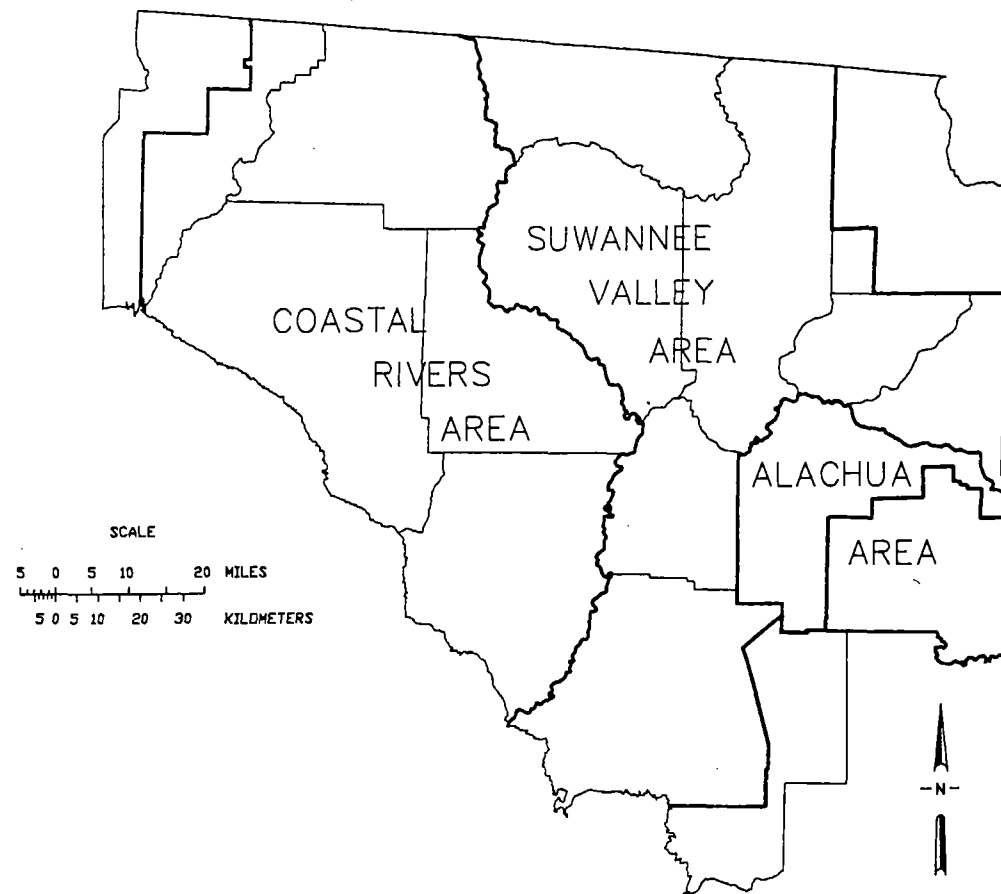 SUWANNEE
VALLEY
AREA
COASTAL
RIVERS
AREA
ALACHUA
AREA
SCALE
5 0 5 10 20 MILES
5 0 5 10 20 30 KILOMETERS
-N-